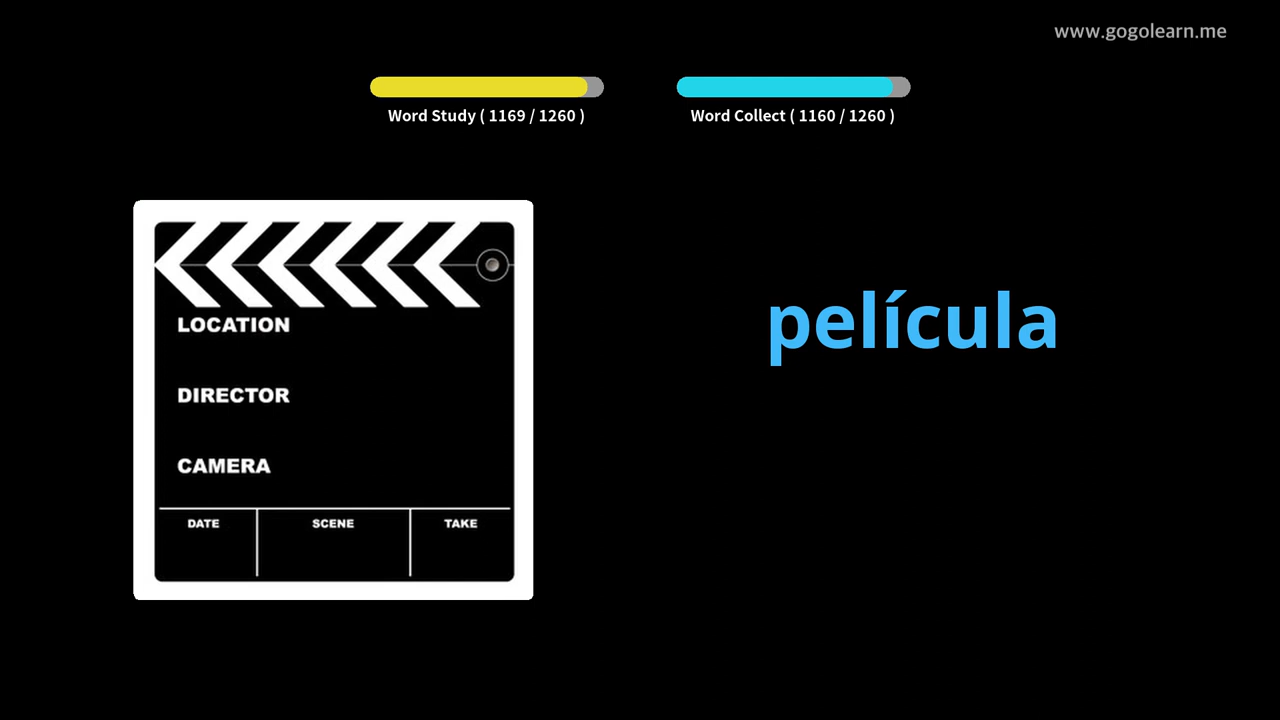 www.gogolearn.me
Word Study ( 1169 / 1260 )
Word Collect ( 1160 / 1260 )
película
LOCATION
DIRECTOR
CAMERA
DATE
SCENE
TAKE